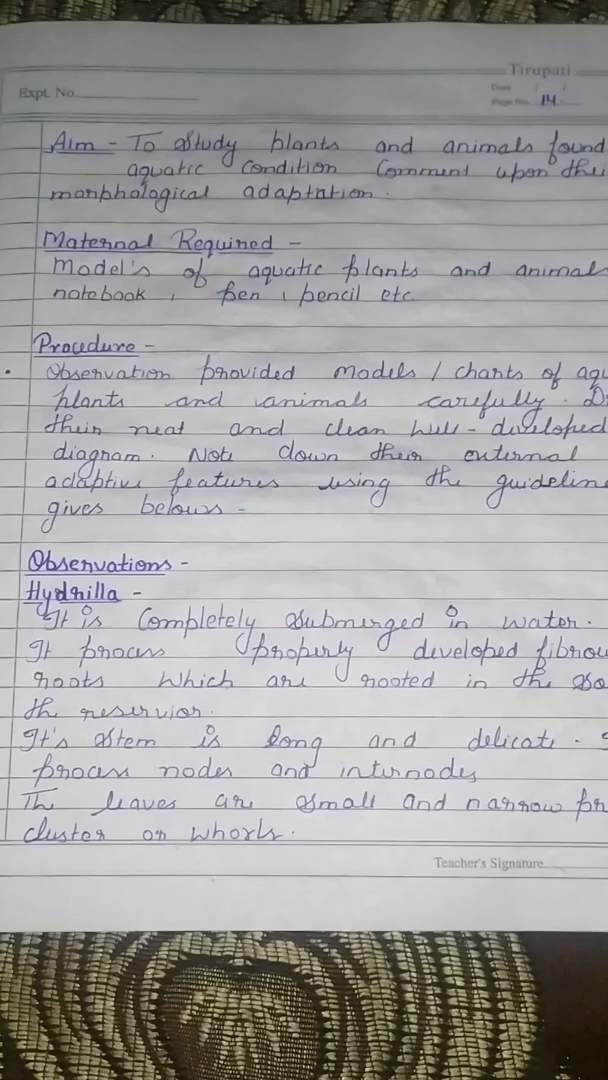 Tirupati
Expt. No.
Date / /
Page No. 14
Aim - To study plants and animals found
aquatic condition Comment upon the
morphological adaptation.
Maternal Required -
Model's of aquatic plants and animal
notebook, pen, pencil etc
Procedure -
• Observation provided models / charts of aqu
plants and animals carefully. D
their neat and clean well-developed
diagram. Note down their external
adaptive features using the guideline
gives belows -
Observations -
Hydrilla -
It is Completely submerged in water.
It process properly developed fibrou
roots which are rooted in the so
the reservior.
It's stem is long and delicate.
process nodes and internodes
The leaves are small and narrow pr
cluster or whorls.
Teacher's Signature